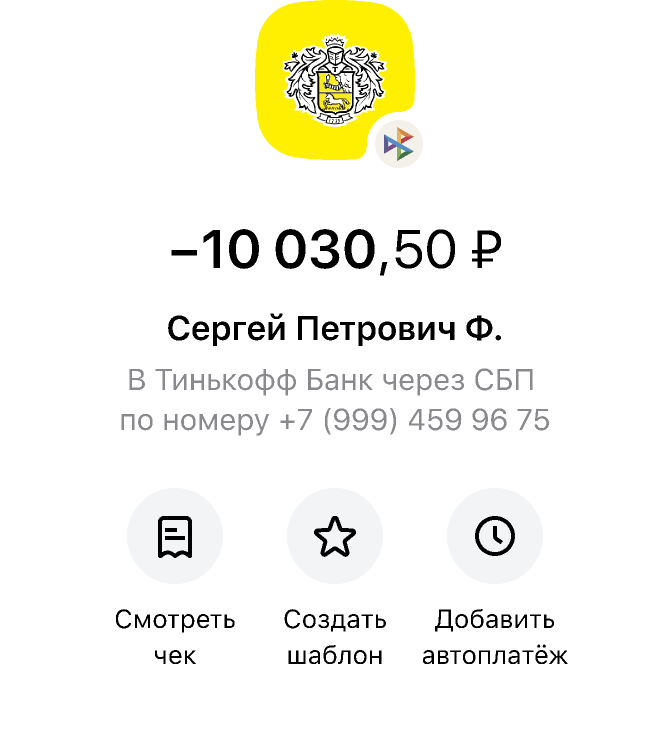 −10 030,50 ₽
Сергей Петрович Ф.
В Тинькофф Банк через СБП
по номеру +7 (999) 459 96 75
Смотреть чек
Создать шаблон
Добавить автоплатёж